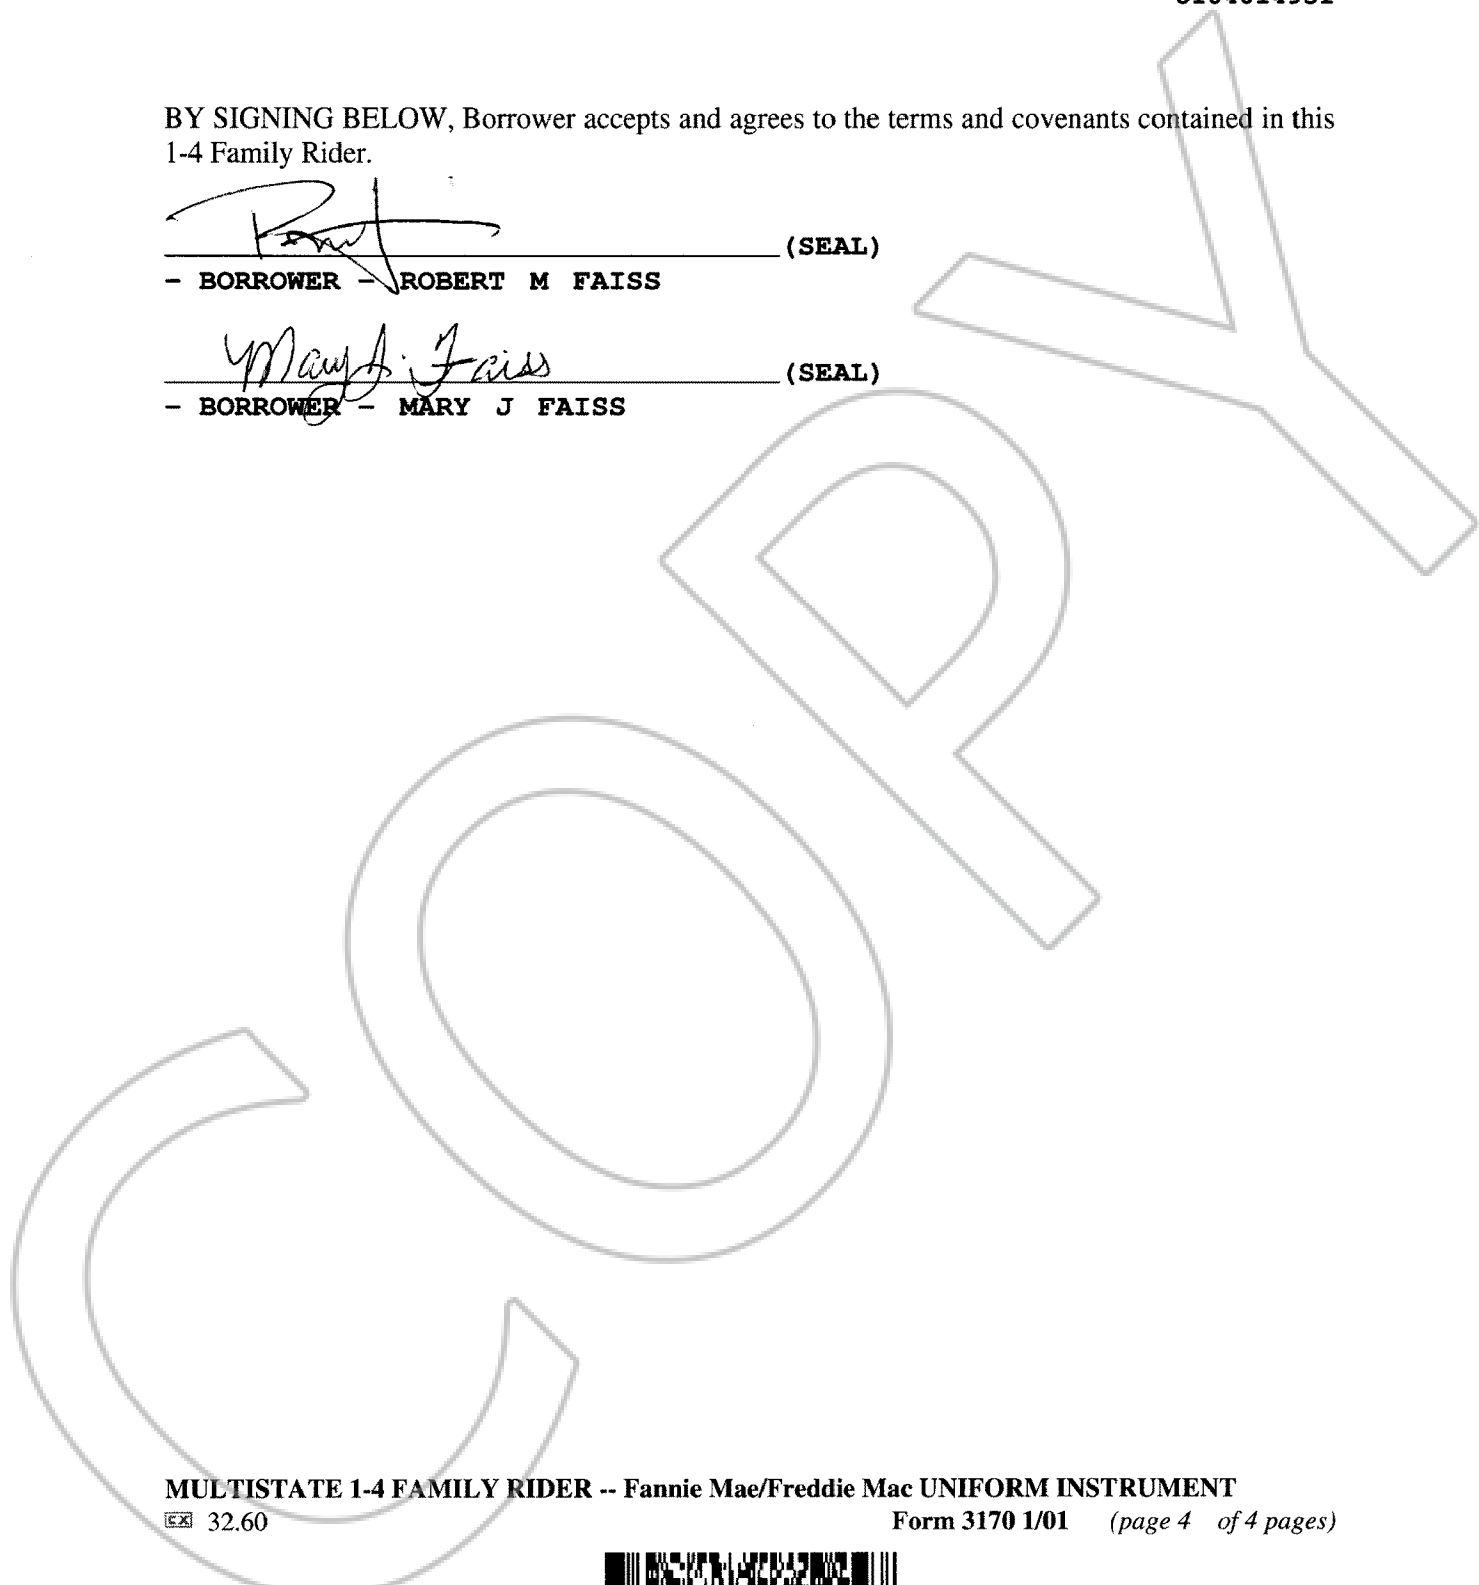 BY SIGNING BELOW, Borrower accepts and agrees to the terms and covenants contained in this
1-4 Family Rider.
(SEAL)
- BORROWER - ROBERT M FAISS
Mary J. Faiss (SEAL)
- BORROWER - MARY J FAISS
COPY
MULTISTATE 1-4 FAMILY RIDER -- Fannie Mae/Freddie Mac UNIFORM INSTRUMENT
CX 32.60 Form 3170 1/01 (page 4 of 4 pages)